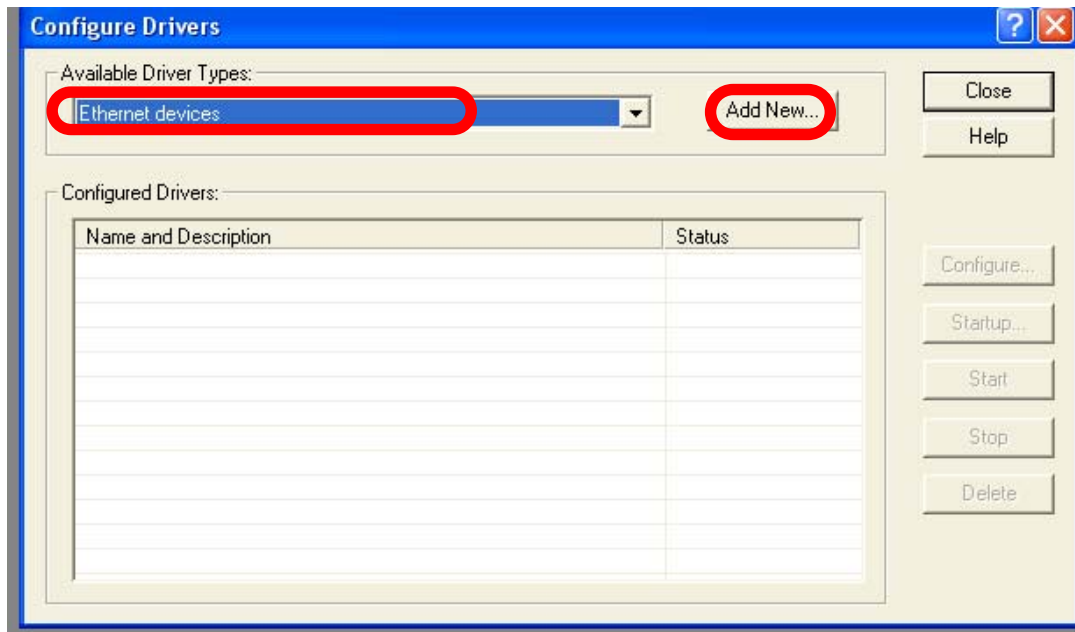 Configure Drivers
?
Available Driver Types:
Ethernet devices
Add New...
Close
Help
Configured Drivers:
Name and Description Status
Configure...
Startup...
Start
Stop
Delete